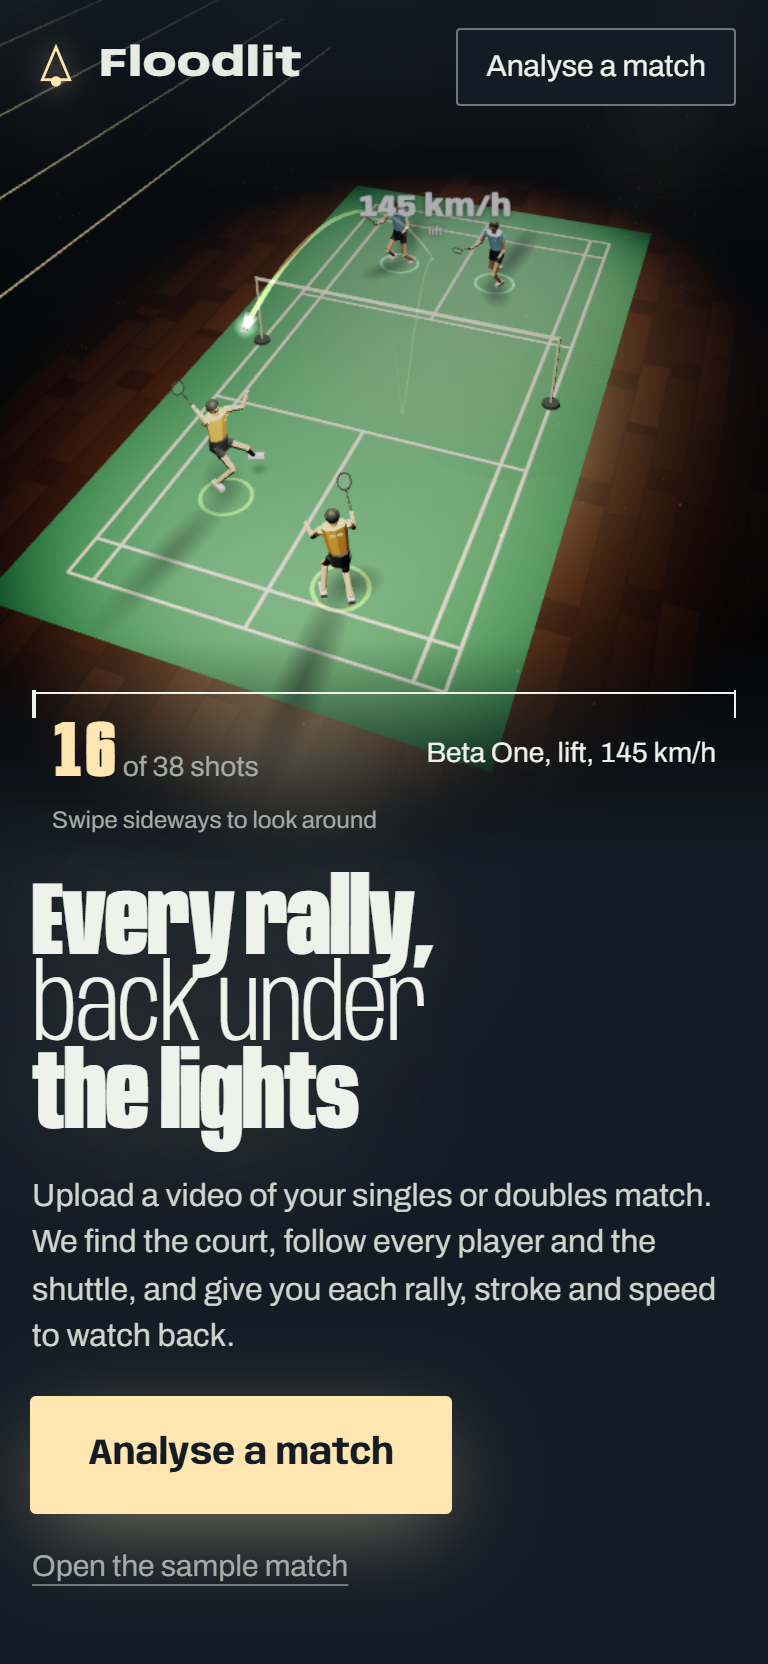 Floodlit
Analyse a match
145 km/h
lift
16 of 38 shots
Beta One, lift, 145 km/h
Swipe sideways to look around
Every rally,
back under
the lights
Upload a video of your singles or doubles match.
We find the court, follow every player and the
shuttle, and give you each rally, stroke and speed
to watch back.
Analyse a match
Open the sample match